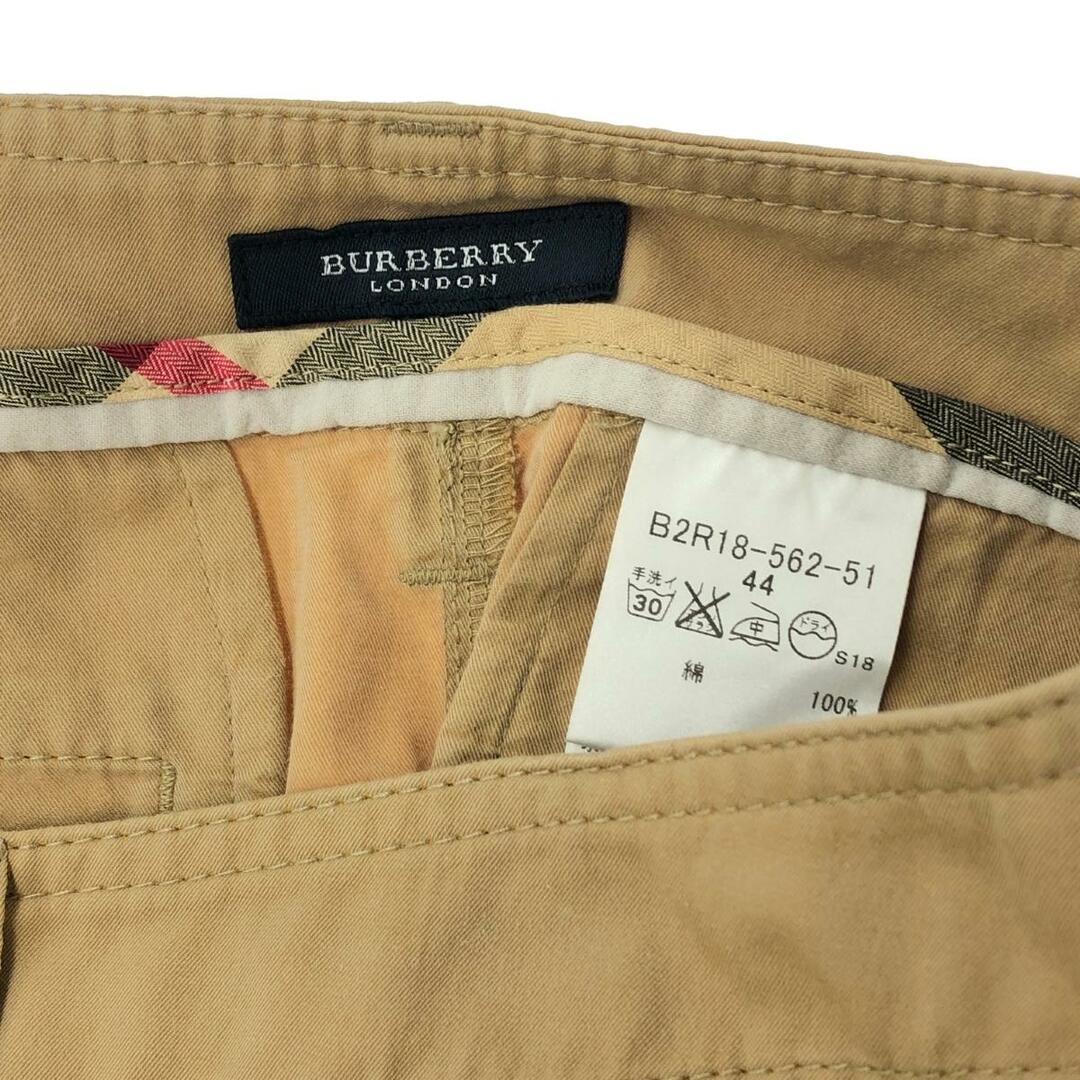 BURBERRY
LONDON
B2R18-562-51
44
手洗イ
30 中 ドライ
S18
綿 100%